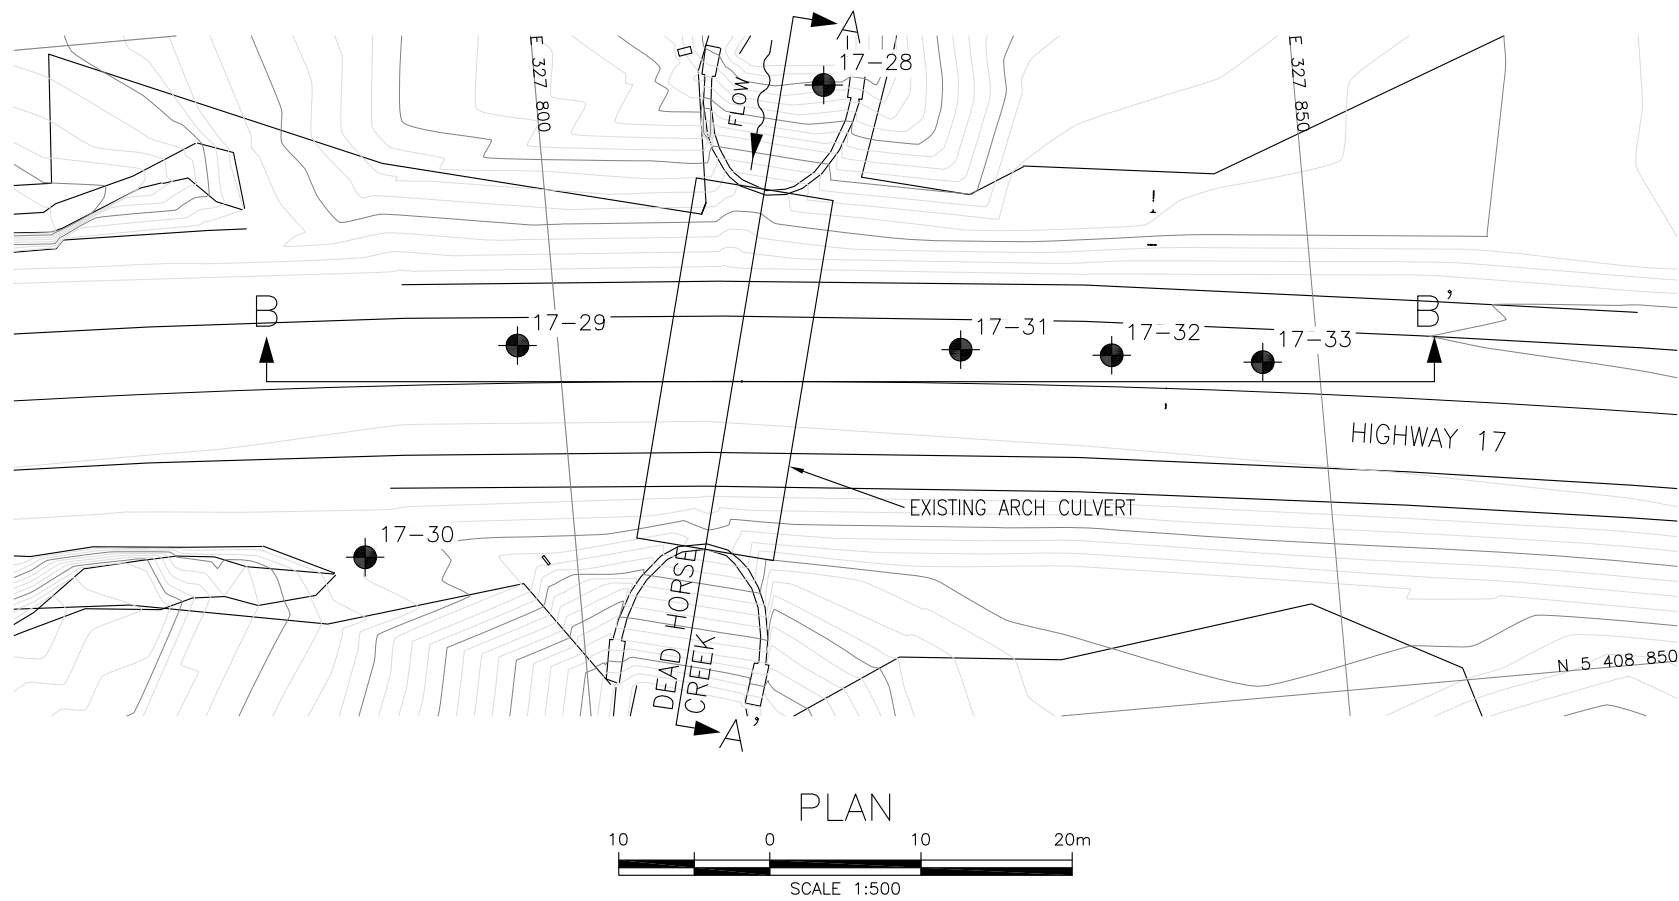 A
17-28
E 327 800
FLOW
E 327 850
B
17-29
17-31
17-32
17-33
B'
HIGHWAY 17
EXISTING ARCH CULVERT
17-30
DEAD HORSE
CREEK
N 5 408 850
A'
PLAN
10 0 10 20m
SCALE 1:500